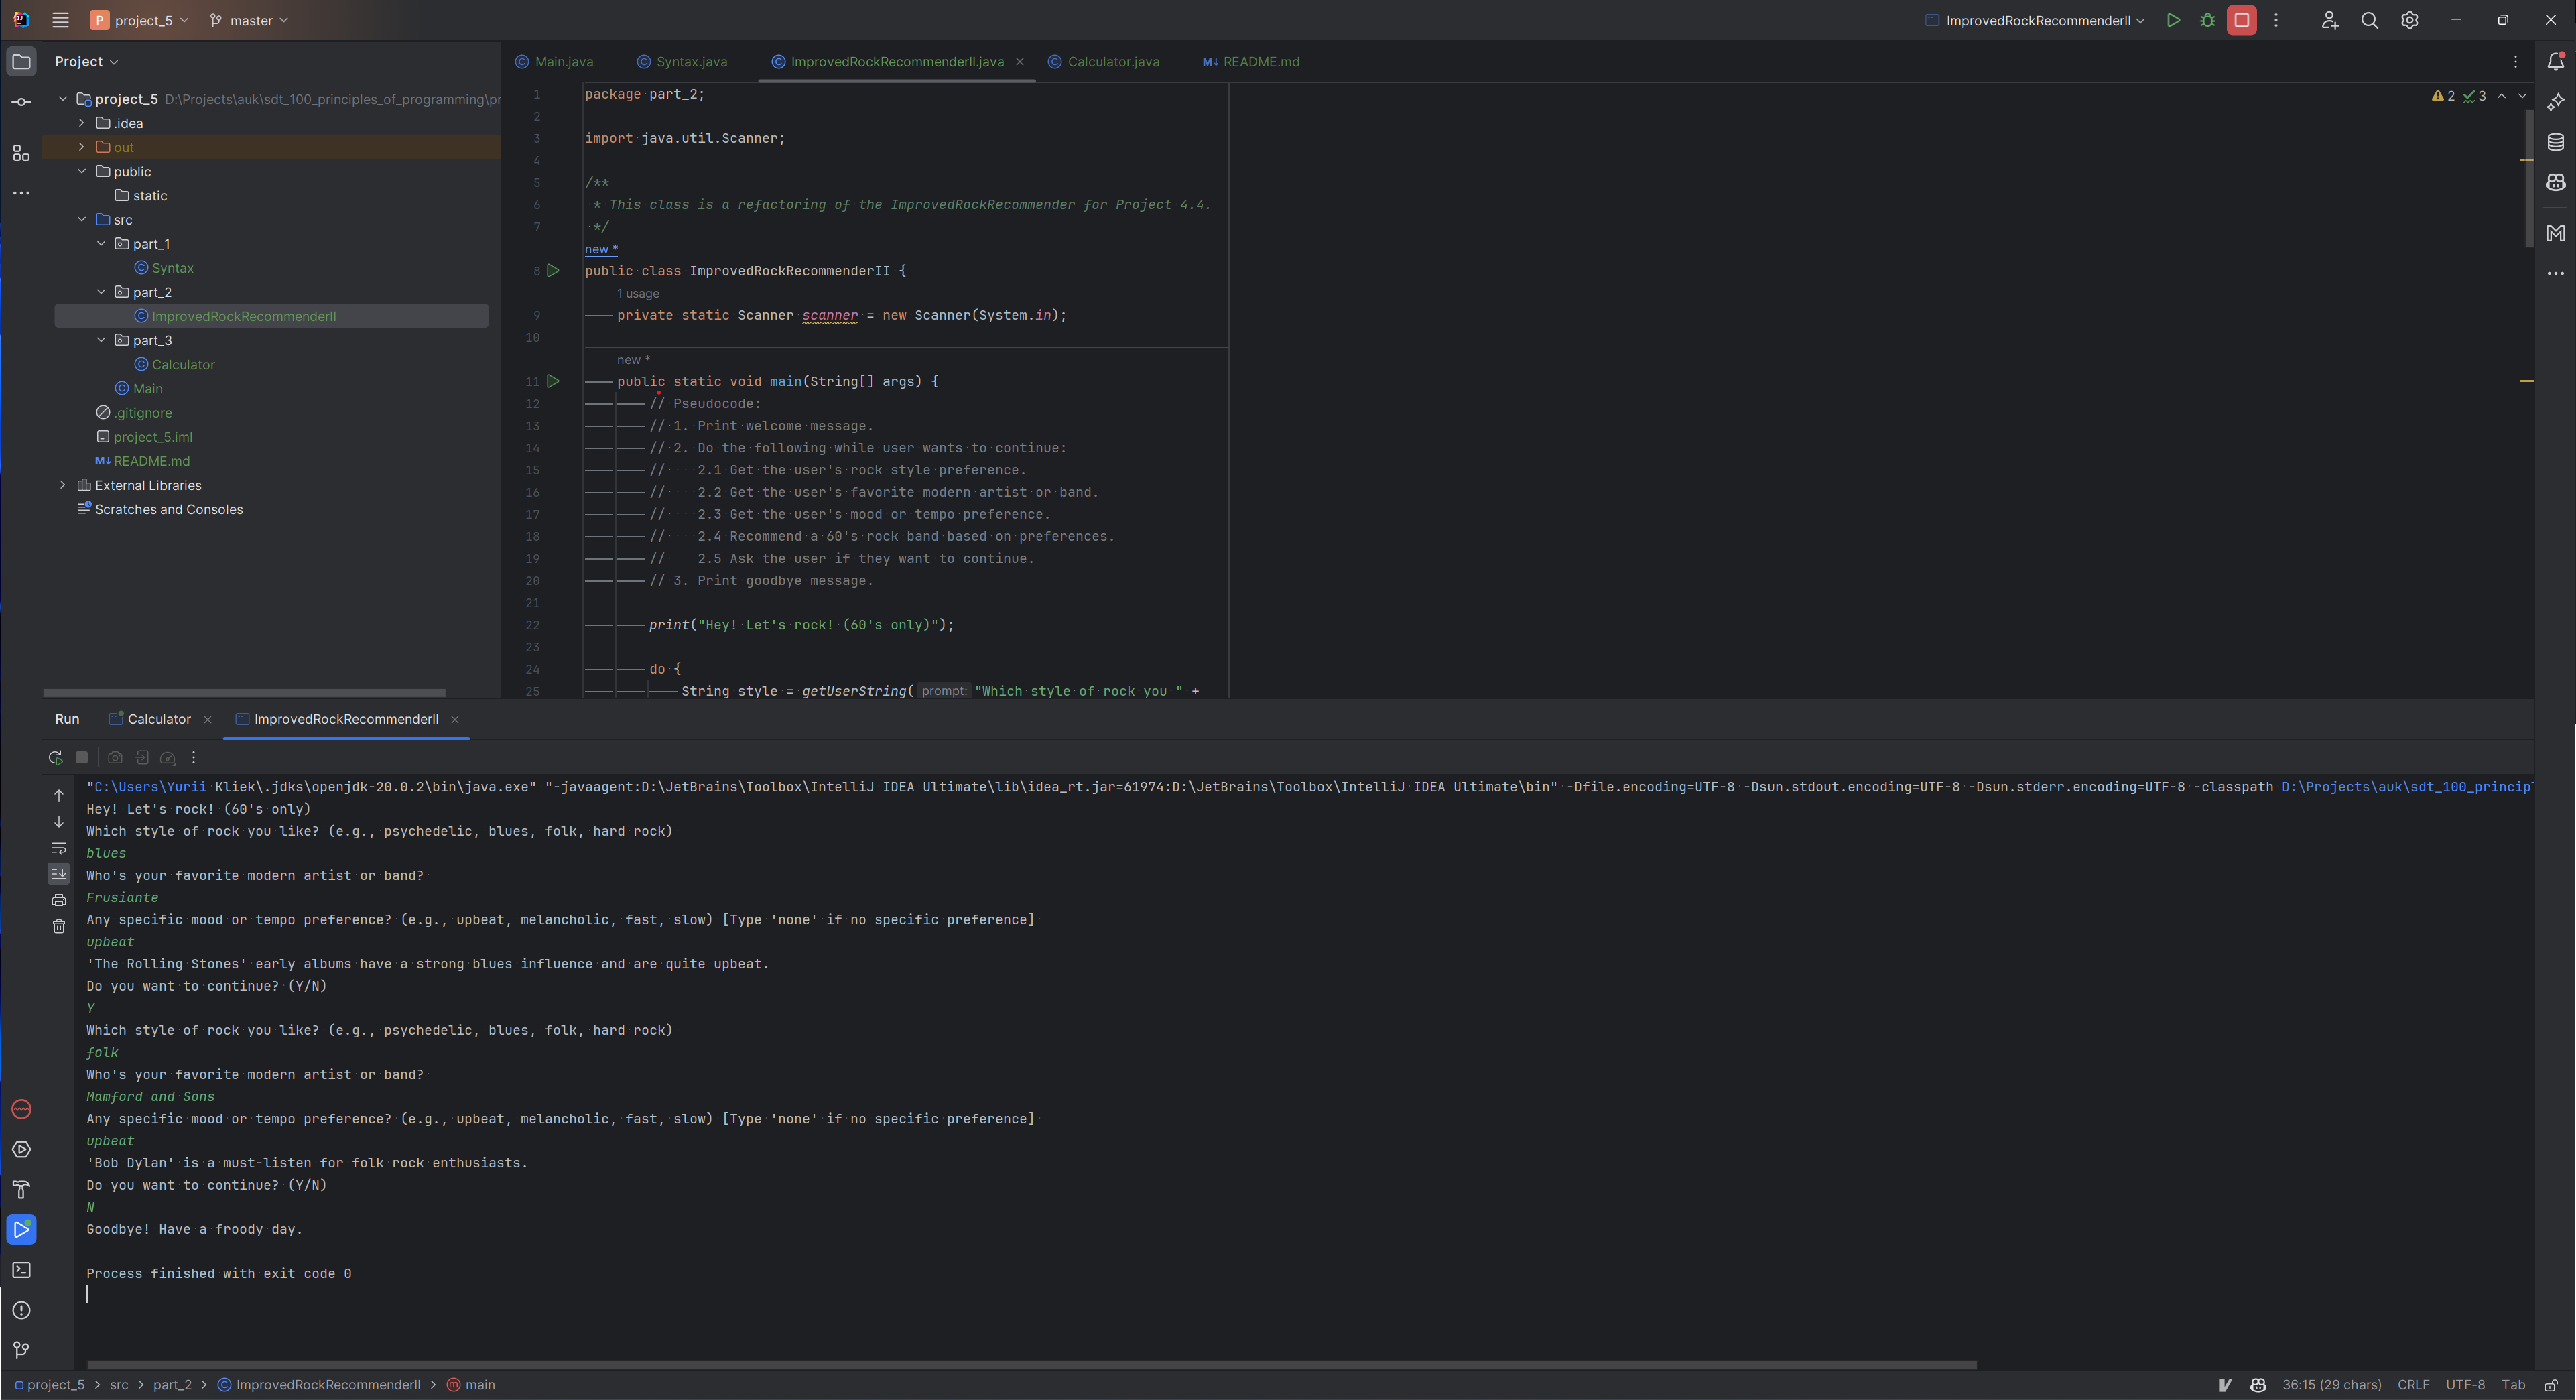 P project_5 master ImprovedRockRecommenderII
Project
Main.java Syntax.java ImprovedRockRecommenderII.java Calculator.java M↓ README.md
project_5 D:\Projects\auk\sdt_100_principles_of_programming\pr
.idea
out
public
static
src
part_1
Syntax
part_2
ImprovedRockRecommenderII
part_3
Calculator
Main
.gitignore
project_5.iml
M↓ README.md
External Libraries
Scratches and Consoles
2 3
1 package part_2;
2
3 import java.util.Scanner;
4
5 /**
6 * This class is a refactoring of the ImprovedRockRecommender for Project 4.4.
7 */
new *
8 public class ImprovedRockRecommenderII {
1 usage
9 private static Scanner scanner = new Scanner(System.in);
10
new *
11 public static void main(String[] args) {
12 // Pseudocode:
13 // 1. Print welcome message.
14 // 2. Do the following while user wants to continue:
15 // 2.1 Get the user's rock style preference.
16 // 2.2 Get the user's favorite modern artist or band.
17 // 2.3 Get the user's mood or tempo preference.
18 // 2.4 Recommend a 60's rock band based on preferences.
19 // 2.5 Ask the user if they want to continue.
20 // 3. Print goodbye message.
21
22 print("Hey! Let's rock! (60's only)");
23
24 do {
25 String style = getUserString( prompt: "Which style of rock you " +
Run Calculator ImprovedRockRecommenderII
"C:\Users\Yurii Kliek\.jdks\openjdk-20.0.2\bin\java.exe" "-javaagent:D:\JetBrains\Toolbox\IntelliJ IDEA Ultimate\lib\idea_rt.jar=61974:D:\JetBrains\Toolbox\IntelliJ IDEA Ultimate\bin" -Dfile.encoding=UTF-8 -Dsun.stdout.encoding=UTF-8 -Dsun.stderr.encoding=UTF-8 -classpath D:\Projects\auk\sdt_100_princip
Hey! Let's rock! (60's only)
Which style of rock you like? (e.g., psychedelic, blues, folk, hard rock)
blues
Who's your favorite modern artist or band?
Frusiante
Any specific mood or tempo preference? (e.g., upbeat, melancholic, fast, slow) [Type 'none' if no specific preference]
upbeat
'The Rolling Stones' early albums have a strong blues influence and are quite upbeat.
Do you want to continue? (Y/N)
Y
Which style of rock you like? (e.g., psychedelic, blues, folk, hard rock)
folk
Who's your favorite modern artist or band?
Mamford and Sons
Any specific mood or tempo preference? (e.g., upbeat, melancholic, fast, slow) [Type 'none' if no specific preference]
upbeat
'Bob Dylan' is a must-listen for folk rock enthusiasts.
Do you want to continue? (Y/N)
N
Goodbye! Have a froody day.
Process finished with exit code 0
project_5 > src > part_2 > ImprovedRockRecommenderII > main 36:15 (29 chars) CRLF UTF-8 Tab